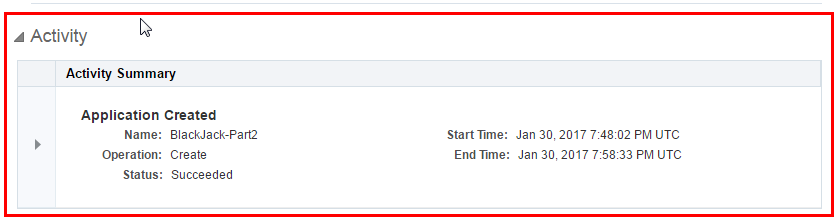 Activity
Activity Summary
Application Created
Name: BlackJack-Part2 Start Time: Jan 30, 2017 7:48:02 PM UTC
Operation: Create End Time: Jan 30, 2017 7:58:33 PM UTC
Status: Succeeded